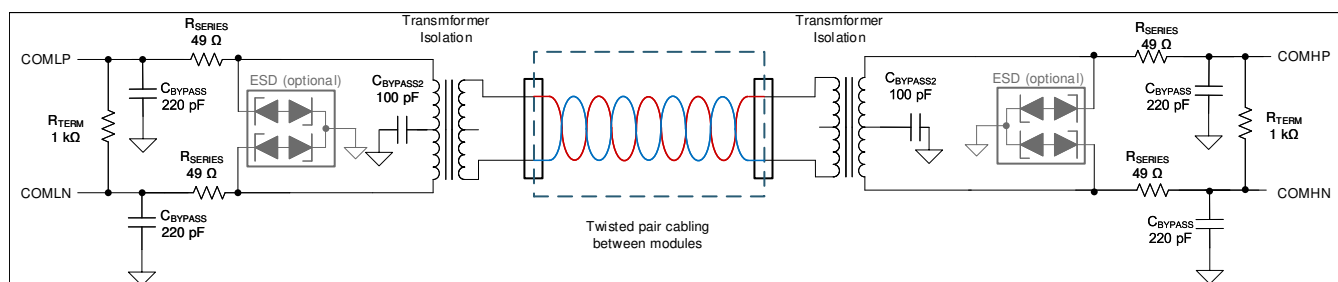 Transmformer
Isolation
Transmformer
Isolation
RSERIES
49 Ω
COMLP
ESD (optional)
CBYPASS
220 pF
CBYPASS2
100 pF
RTERM
1 kΩ
RSERIES
49 Ω
COMLN
CBYPASS
220 pF
Twisted pair cabling
between modules
CBYPASS2
100 pF
ESD (optional)
RSERIES
49 Ω
COMHP
CBYPASS
220 pF
RTERM
1 kΩ
RSERIES
49 Ω
COMHN
CBYPASS
220 pF